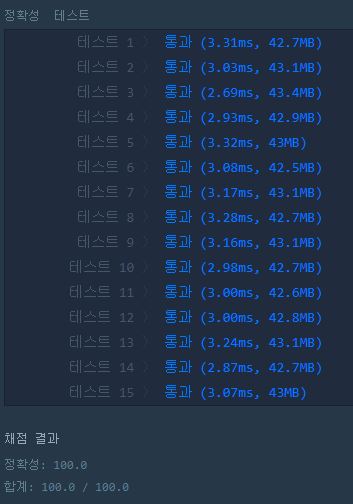 정확성 테스트
테스트 1 〉 통과 (3.31ms, 42.7MB)
테스트 2 〉 통과 (3.03ms, 43.1MB)
테스트 3 〉 통과 (2.69ms, 43.4MB)
테스트 4 〉 통과 (2.93ms, 42.9MB)
테스트 5 〉 통과 (3.32ms, 43MB)
테스트 6 〉 통과 (3.08ms, 42.5MB)
테스트 7 〉 통과 (3.17ms, 43.1MB)
테스트 8 〉 통과 (3.28ms, 42.7MB)
테스트 9 〉 통과 (3.16ms, 43.1MB)
테스트 10 〉 통과 (2.98ms, 42.7MB)
테스트 11 〉 통과 (3.00ms, 42.6MB)
테스트 12 〉 통과 (3.00ms, 42.8MB)
테스트 13 〉 통과 (3.24ms, 43.1MB)
테스트 14 〉 통과 (2.87ms, 42.7MB)
테스트 15 〉 통과 (3.07ms, 43MB)
채점 결과
정확성: 100.0
합계: 100.0 / 100.0